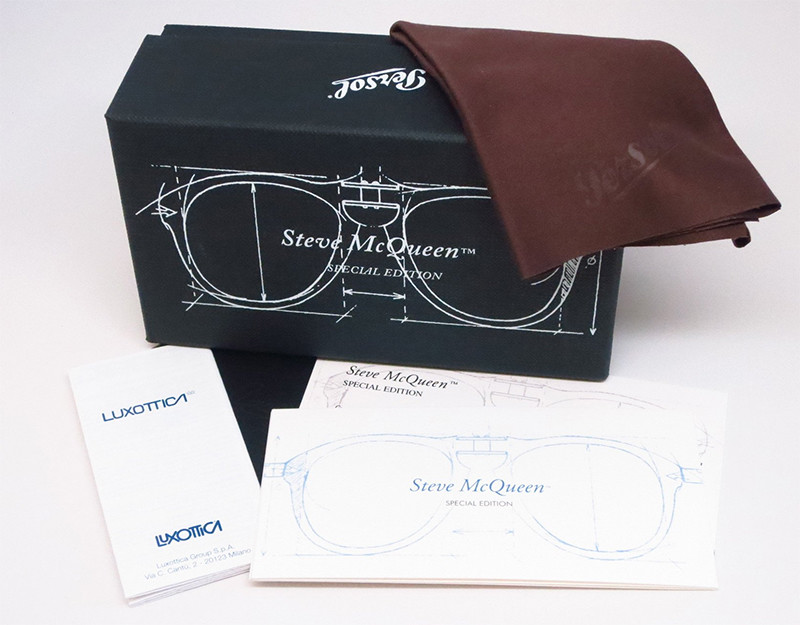 Persol
Persol
Steve McQueen™
SPECIAL EDITION
Steve McQueen™
SPECIAL EDITION
LUXOTTICA
Steve McQueen
SPECIAL EDITION
LUXOTTICA
Luxottica Group S.p.A.
Via C. Cantù, 2 - 20123 Milano